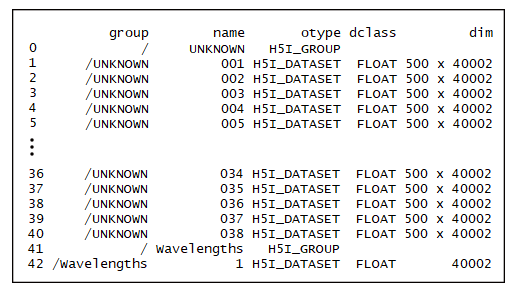 group name otype dclass dim
0 / UNKNOWN H5I_GROUP
1 /UNKNOWN 001 H5I_DATASET FLOAT 500 x 40002
2 /UNKNOWN 002 H5I_DATASET FLOAT 500 x 40002
3 /UNKNOWN 003 H5I_DATASET FLOAT 500 x 40002
4 /UNKNOWN 004 H5I_DATASET FLOAT 500 x 40002
5 /UNKNOWN 005 H5I_DATASET FLOAT 500 x 40002
⋮
36 /UNKNOWN 034 H5I_DATASET FLOAT 500 x 40002
37 /UNKNOWN 035 H5I_DATASET FLOAT 500 x 40002
38 /UNKNOWN 036 H5I_DATASET FLOAT 500 x 40002
39 /UNKNOWN 037 H5I_DATASET FLOAT 500 x 40002
40 /UNKNOWN 038 H5I_DATASET FLOAT 500 x 40002
41 / Wavelengths H5I_GROUP
42 /Wavelengths 1 H5I_DATASET FLOAT 40002